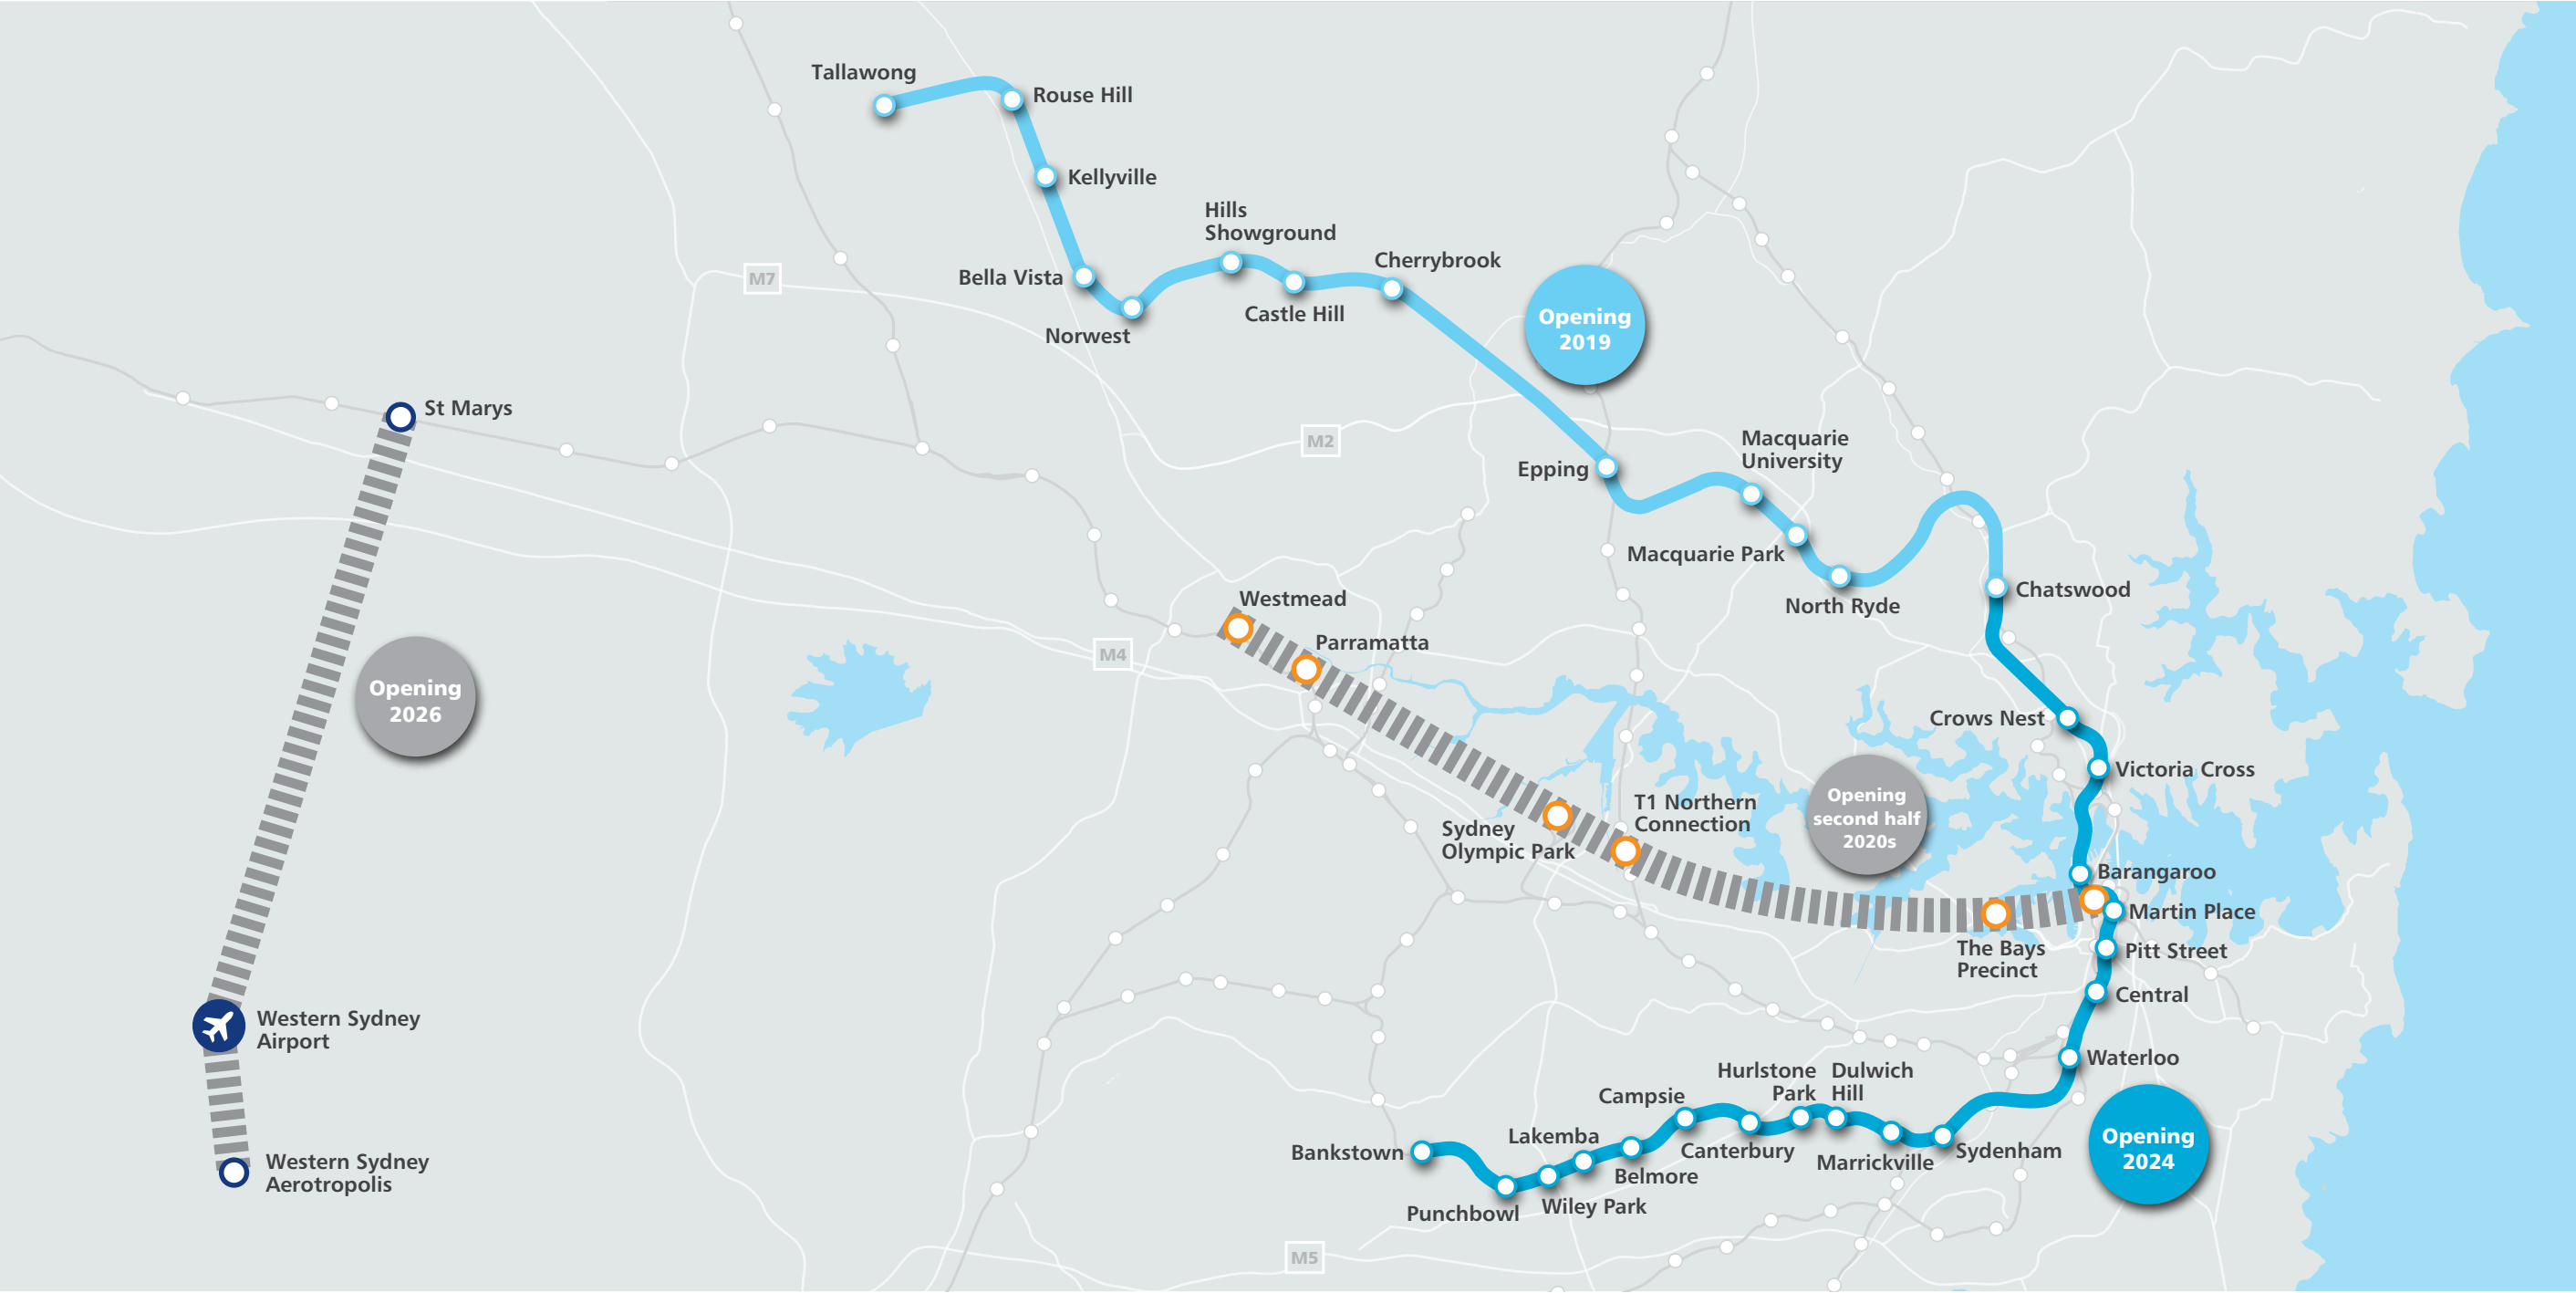 Tallawong
Rouse Hill
Kellyville
Hills
Showground
Bella Vista
Cherrybrook
M7
Castle Hill
Norwest
Opening
2019
St Marys
M2
Macquarie
University
Epping
Macquarie Park
North Ryde
Chatswood
Westmead
Parramatta
M4
Opening
2026
Crows Nest
Victoria Cross
T1 Northern
Connection
Opening
second half
2020s
Sydney
Olympic Park
Barangaroo
Martin Place
The Bays
Precinct
Pitt Street
Central
Western Sydney
Airport
Waterloo
Hurlstone
Park
Dulwich
Hill
Campsie
Lakemba
Bankstown
Canterbury
Sydenham
Marrickville
Belmore
Wiley Park
Punchbowl
Opening
2024
Western Sydney
Aerotropolis
M5